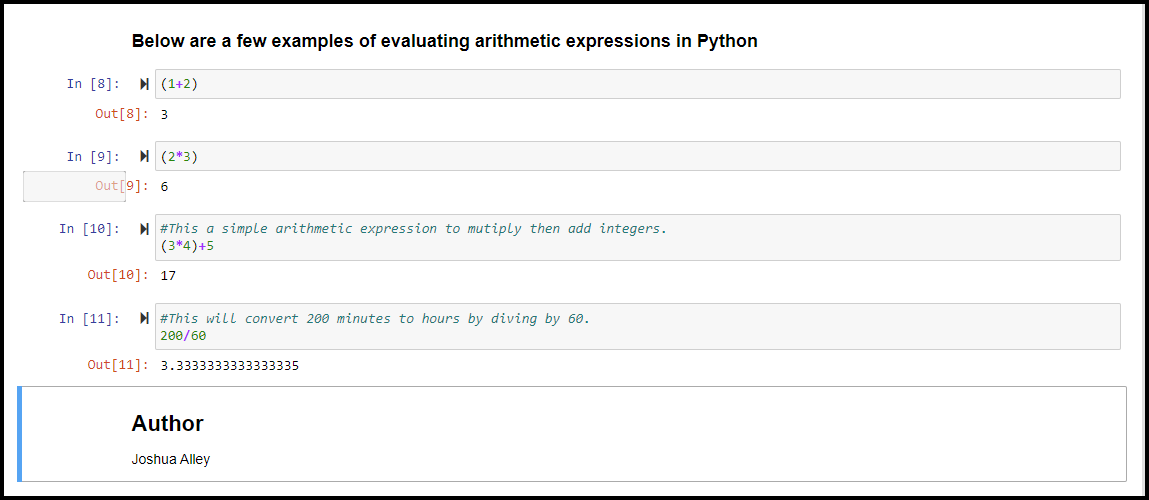 Below are a few examples of evaluating arithmetic expressions in Python
In [8]: (1+2)
Out[8]: 3
In [9]: (2*3)
Out[9]: 6
In [10]: #This a simple arithmetic expression to mutiply then add integers.
(3*4)+5
Out[10]: 17
In [11]: #This will convert 200 minutes to hours by diving by 60.
200/60
Out[11]: 3.3333333333333335
Author
Joshua Alley